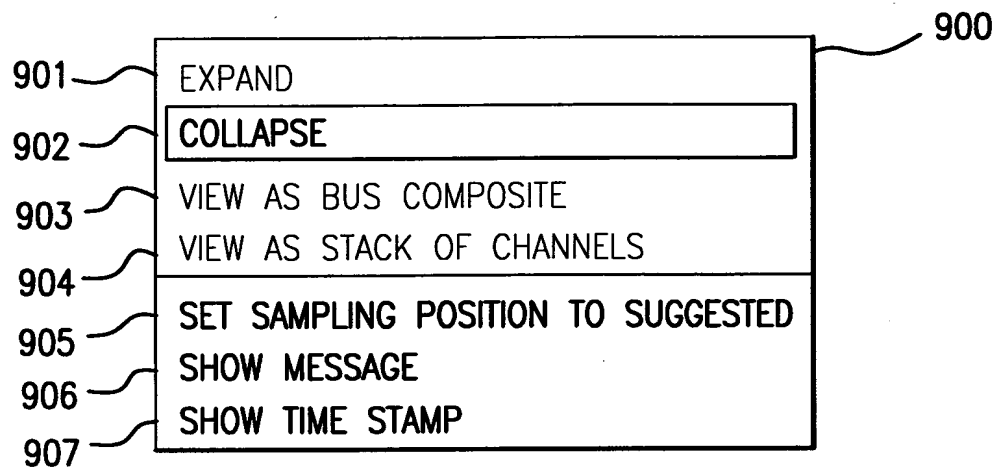 900
901 EXPAND
902 COLLAPSE
903 VIEW AS BUS COMPOSITE
904 VIEW AS STACK OF CHANNELS
905 SET SAMPLING POSITION TO SUGGESTED
906 SHOW MESSAGE
907 SHOW TIME STAMP